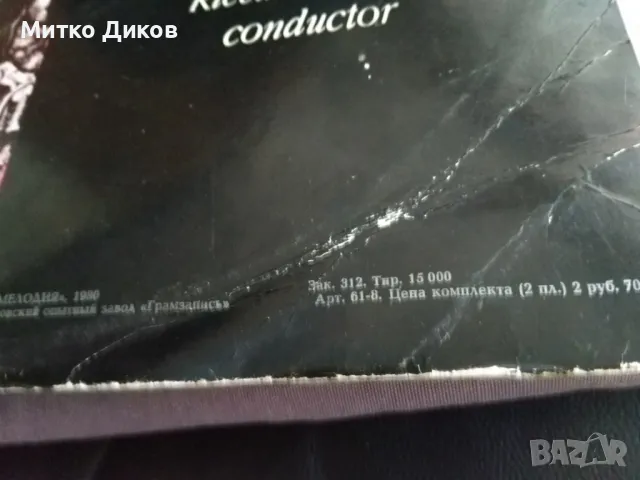 Митко Диков
conductor
МЕЛОДИЯ», 1980
ОПЫТНЫЙ ЗАВОД «Грамзапись»
Зак. 312. Тир. 15 000
Арт. 61-8. Цена комплекта (2 пл.) 2 руб. 70
BAZAR